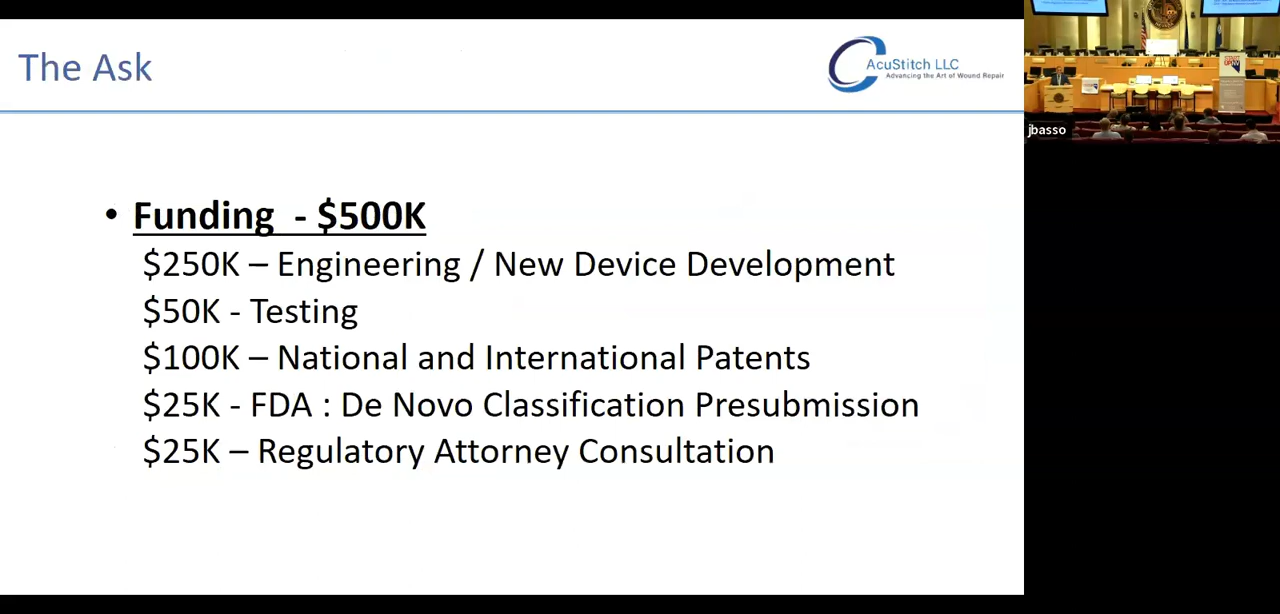 The Ask
AcuStitch LLC
Advancing the Art of Wound Repair
• Funding - $500K
$250K – Engineering / New Device Development
$50K - Testing
$100K – National and International Patents
$25K - FDA : De Novo Classification Presubmission
$25K – Regulatory Attorney Consultation
jbasso